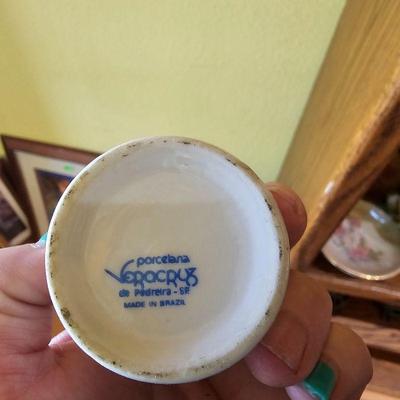 porcelana
Veracruz
de Pedreira - SP.
MADE IN BRAZIL